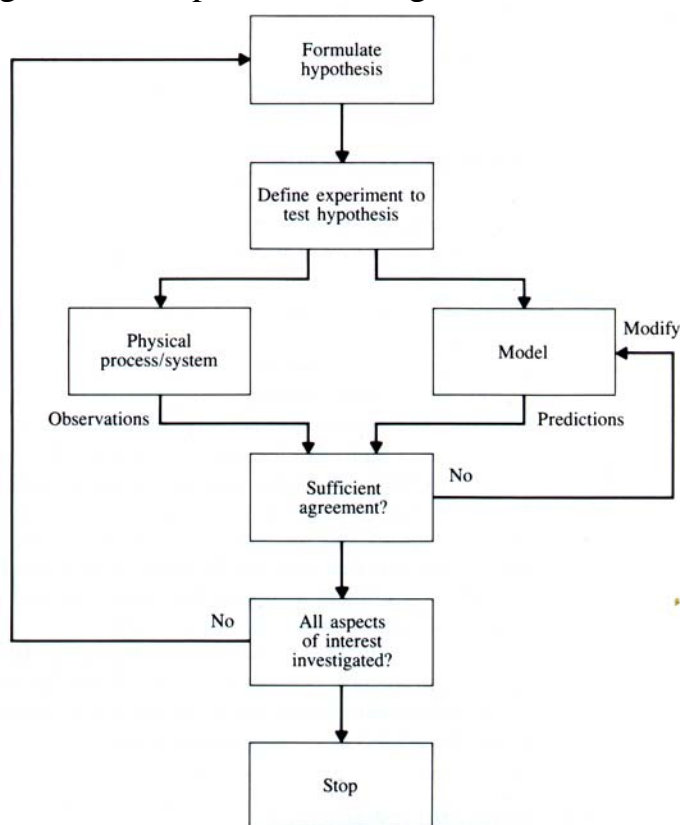 Formulate
hypothesis
Define experiment to
test hypothesis
Physical
process/system
Model
Modify
Observations
Predictions
Sufficient
agreement?
No
No
All aspects
of interest
investigated?
Stop